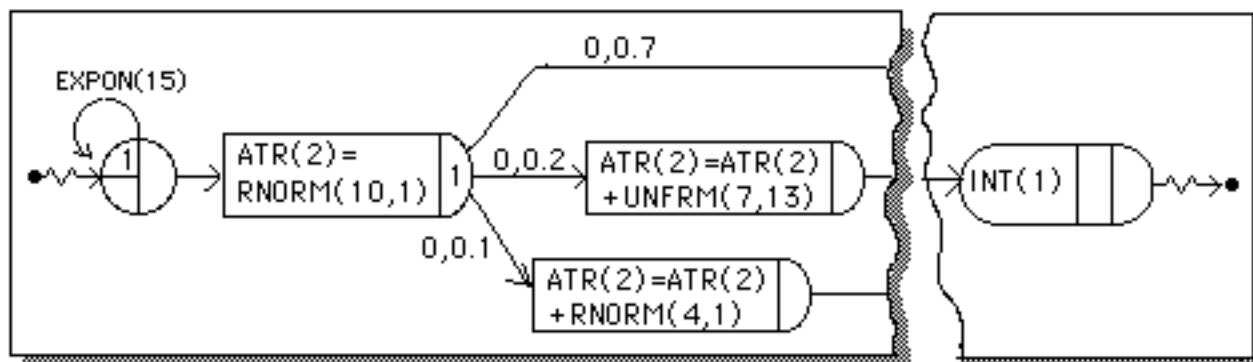 0,0.7
EXPON(15)
1
ATR(2)=
RNORM(10,1)
1
0,0.2
ATR(2)=ATR(2)
+UNFRM(7,13)
INT(1)
0,0.1
ATR(2)=ATR(2)
+RNORM(4,1)